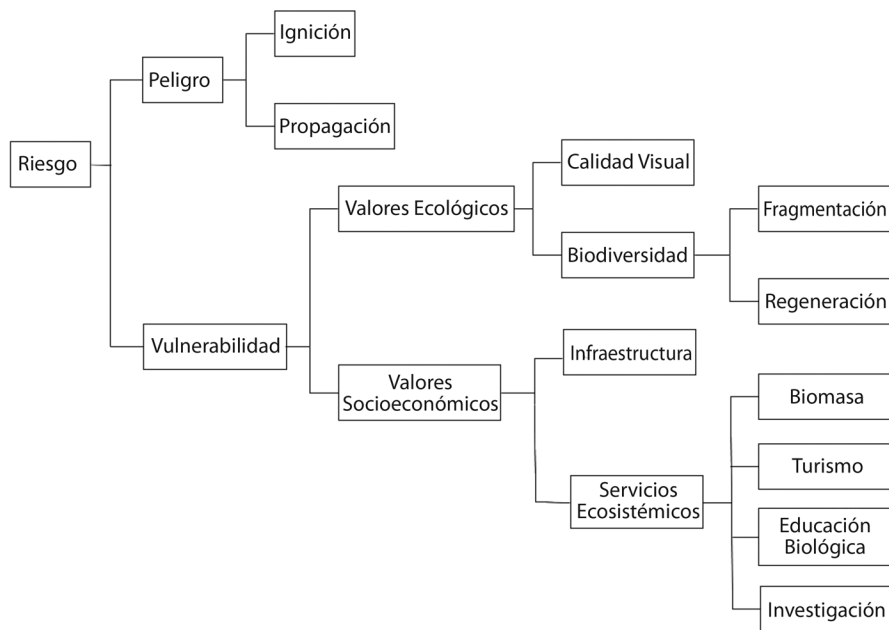 Ignición
Peligro
Propagación
Riesgo
Calidad Visual
Valores Ecológicos
Fragmentación
Biodiversidad
Regeneración
Vulnerabilidad
Infraestructura
Valores
Socioeconómicos
Biomasa
Turismo
Servicios
Ecosistémicos
Educación
Biológica
Investigación